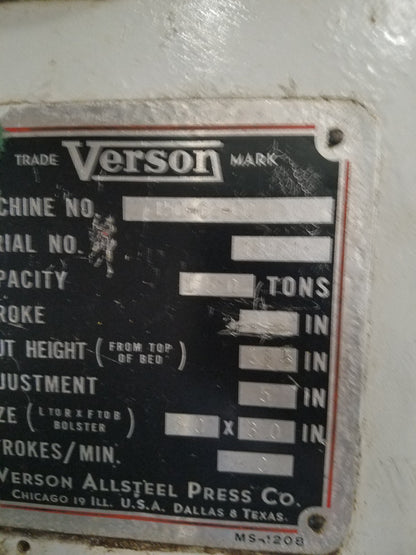 TRADE Verson MARK
CHINE NO.
RIAL NO.
PACITY TONS
ROKE IN
UT HEIGHT (FROM TOP OF BED) IN
JUSTMENT 5 IN
ZE (L TO R X F TO B BOLSTER) X IN
TROKES/MIN.
VERSON ALLSTEEL PRESS CO.
CHICAGO 19 ILL. U.S.A. DALLAS 8 TEXAS.
MS-1208